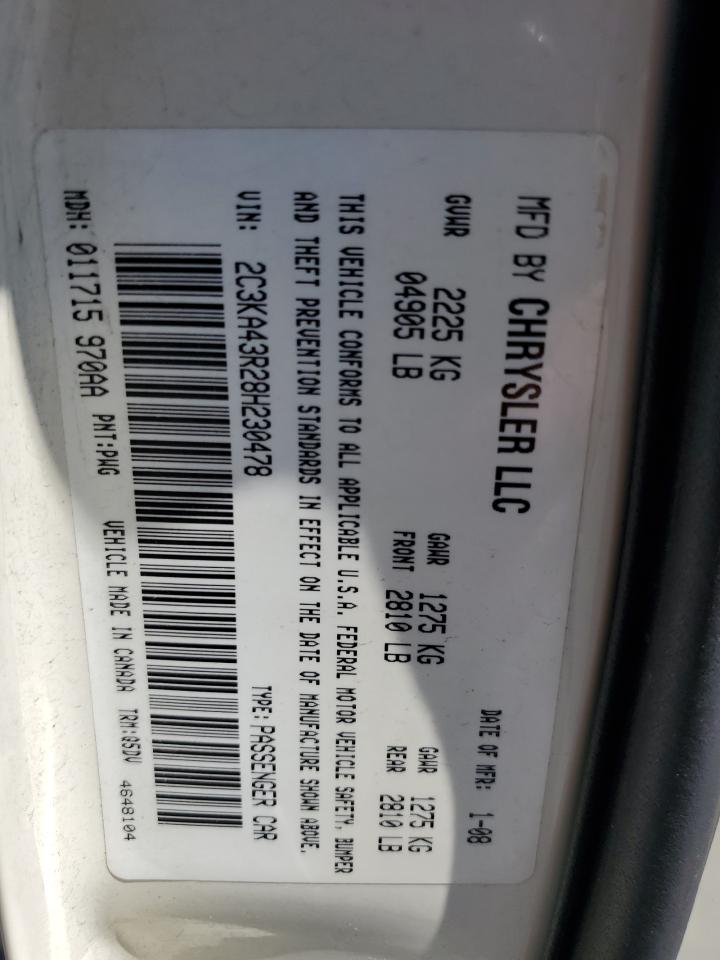 MFD BY CHRYSLER LLC
DATE OF MFR: 1-08
GVWR 2225 KG
04905 LB
GAWR 1275 KG
FRONT 2810 LB
GAWR 1275 KG
REAR 2810 LB
THIS VEHICLE CONFORMS TO ALL APPLICABLE U.S.A. FEDERAL MOTOR VEHICLE SAFETY, BUMPER
AND THEFT PREVENTION STANDARDS IN EFFECT ON THE DATE OF MANUFACTURE SHOWN ABOVE.
VIN: 2C3KA43R28H230478
TYPE: PASSENGER CAR
MDH: 011715 970AA PNT:PWG VEHICLE MADE IN CANADA TRM:Q5DV 4648104